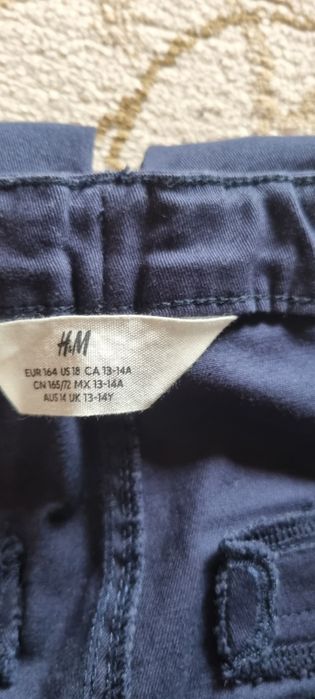 H&M
EUR 164 US 18 CA 13-14A
CN 165/72 MX 13-14A
AUS 14 UK 13-14Y